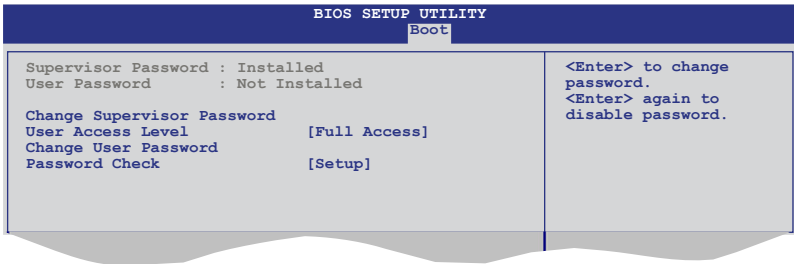 BIOS SETUP UTILITY
Boot
Supervisor Password : Installed
User Password : Not Installed
Change Supervisor Password
User Access Level [Full Access]
Change User Password
Password Check [Setup]
<Enter> to change
password.
<Enter> again to
disable password.